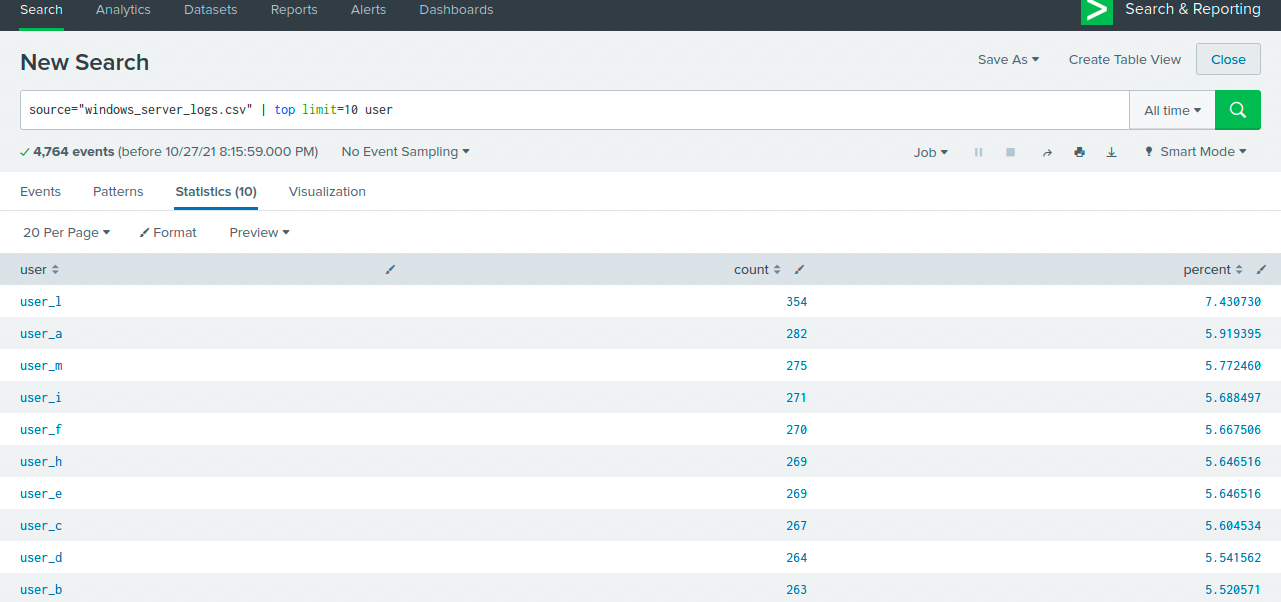 Search Analytics Datasets Reports Alerts Dashboards Search & Reporting
New Search Save As Create Table View Close
source="windows_server_logs.csv" | top limit=10 user All time
4,764 events (before 10/27/21 8:15:59.000 PM) No Event Sampling Job Smart Mode
Events Patterns Statistics (10) Visualization
20 Per Page Format Preview
user count percent
user_l 354 7.430730
user_a 282 5.919395
user_m 275 5.772460
user_i 271 5.688497
user_f 270 5.667506
user_h 269 5.646516
user_e 269 5.646516
user_c 267 5.604534
user_d 264 5.541562
user_b 263 5.520571